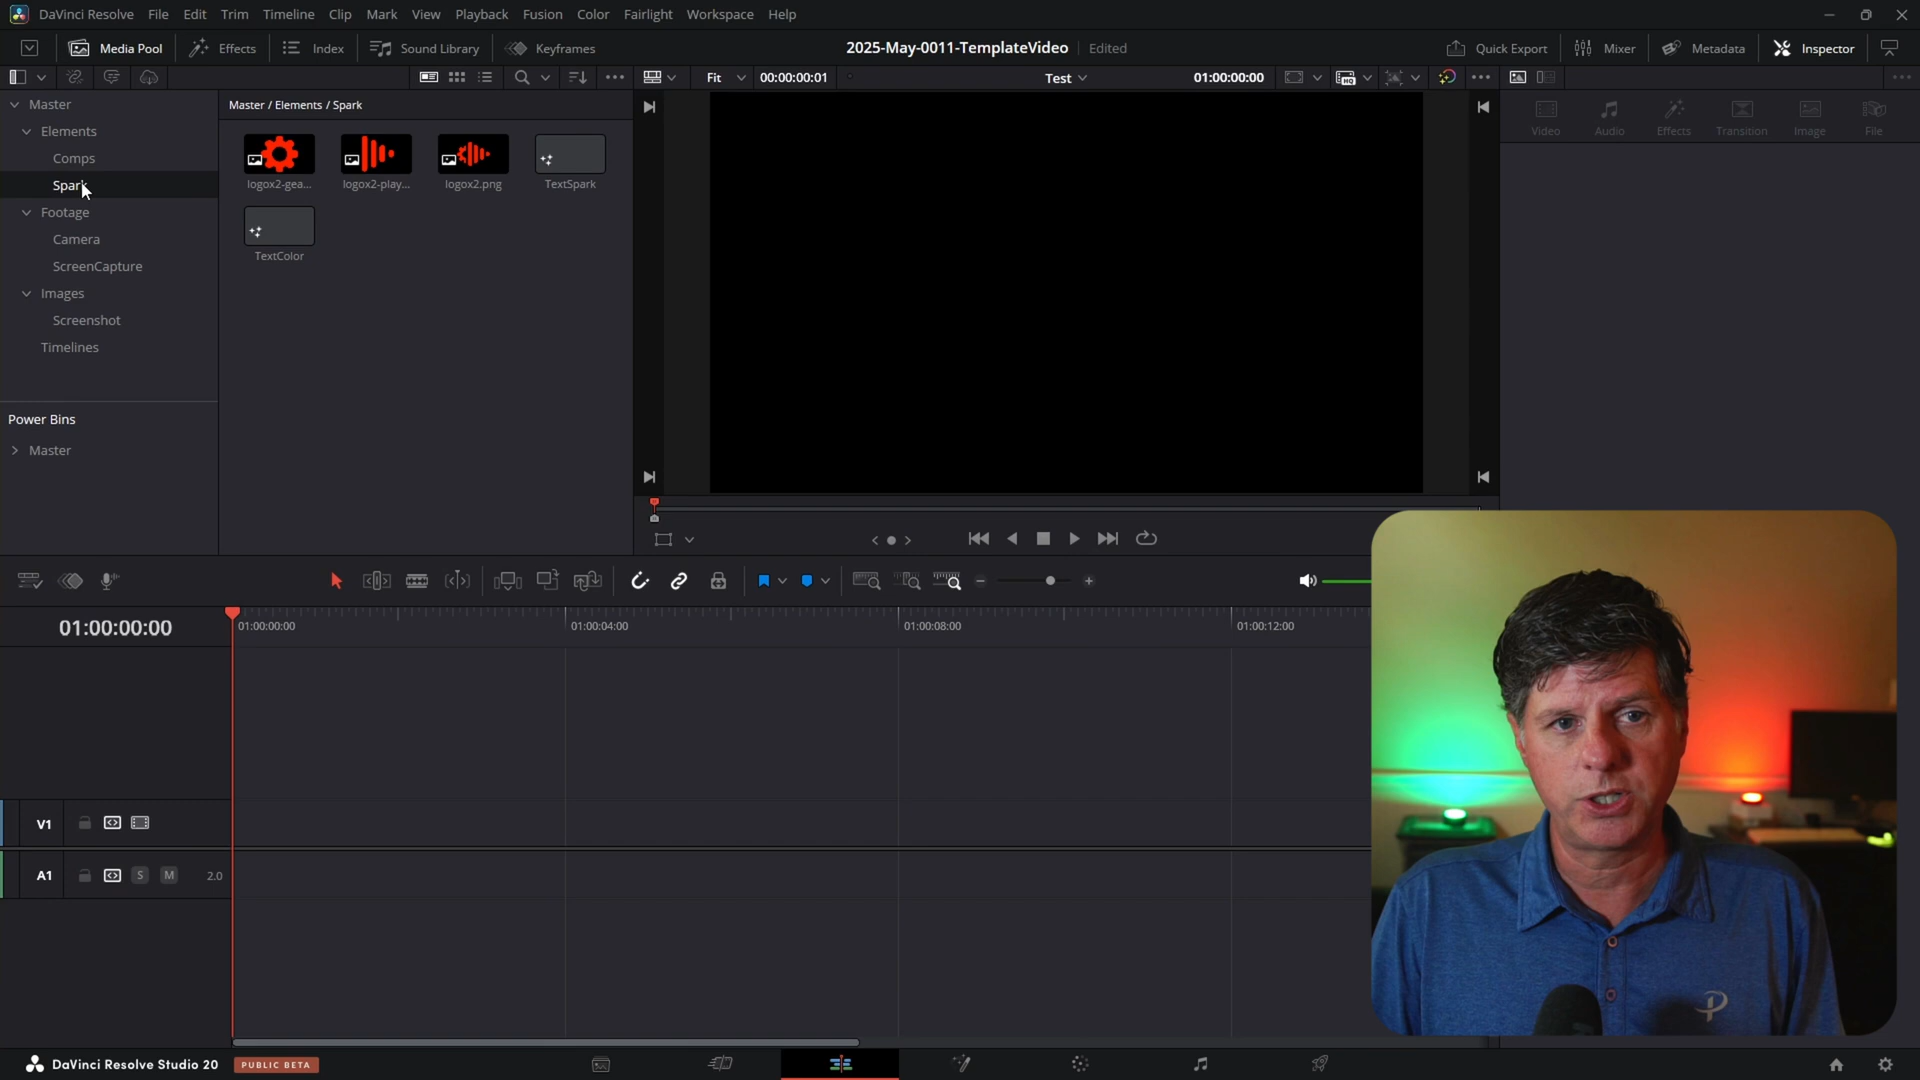 DaVinci Resolve File Edit Trim Timeline Clip Mark View Playback Fusion Color Fairlight Workspace Help
Media Pool Effects Index Sound Library Keyframes 2025-May-0011-TemplateVideo Edited Quick Export Mixer Metadata Inspector
Fit 00:00:00:01 Test 01:00:00:00
Master
Elements
Comps
Spark
Footage
Camera
ScreenCapture
Images
Screenshot
Timelines
Power Bins
Master
Master / Elements / Spark
logox2-gea... logox2-play... logox2.png TextSpark
TextColor
Video Audio Effects Transition Image File
01:00:00:00
01:00:00:00 01:00:04:00 01:00:08:00 01:00:12:00
V1
A1 S M 2.0
DaVinci Resolve Studio 20 PUBLIC BETA